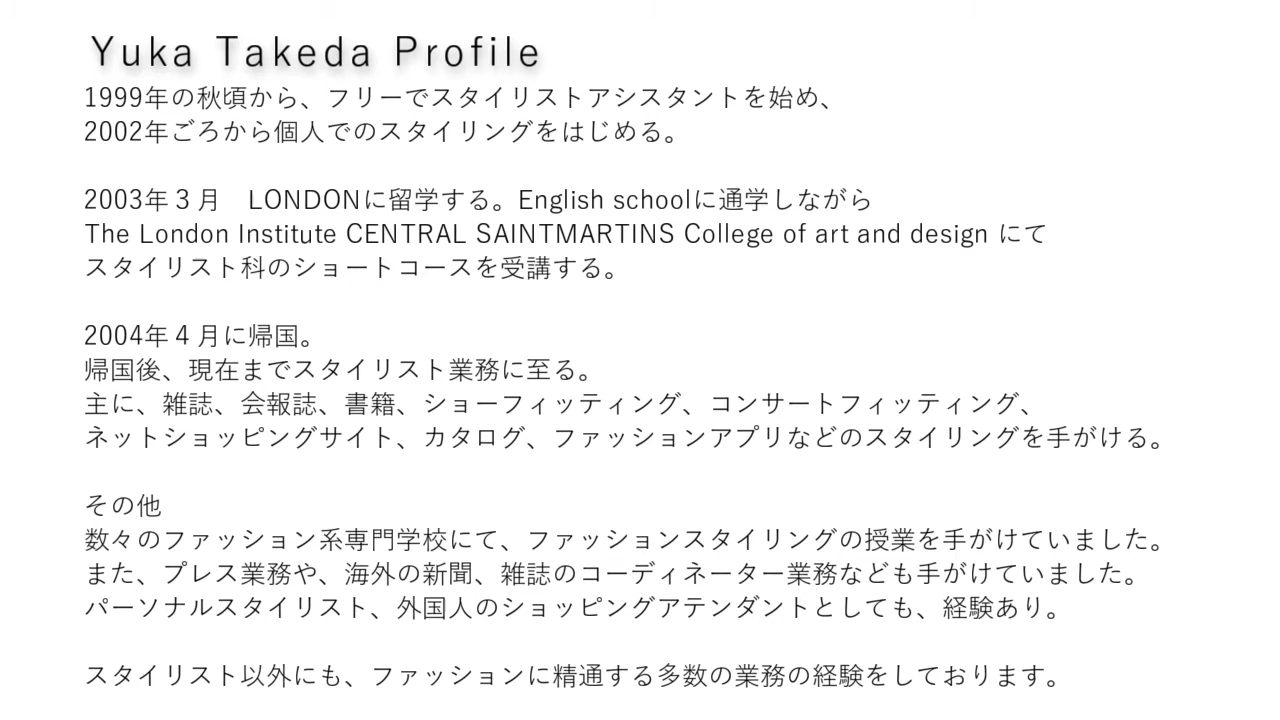 Yuka Takeda Profile
1999年の秋頃から、フリーでスタイリストアシスタントを始め、
2002年ごろから個人でのスタイリングをはじめる。
2003年３月　LONDONに留学する。English schoolに通学しながら
The London Institute CENTRAL SAINTMARTINS College of art and design にて
スタイリスト科のショートコースを受講する。
2004年４月に帰国。
帰国後、現在までスタイリスト業務に至る。
主に、雑誌、会報誌、書籍、ショーフィッティング、コンサートフィッティング、
ネットショッピングサイト、カタログ、ファッションアプリなどのスタイリングを手がける。
その他
数々のファッション系専門学校にて、ファッションスタイリングの授業を手がけていました。
また、プレス業務や、海外の新聞、雑誌のコーディネーター業務なども手がけていました。
パーソナルスタイリスト、外国人のショッピングアテンダントとしても、経験あり。
スタイリスト以外にも、ファッションに精通する多数の業務の経験をしております。